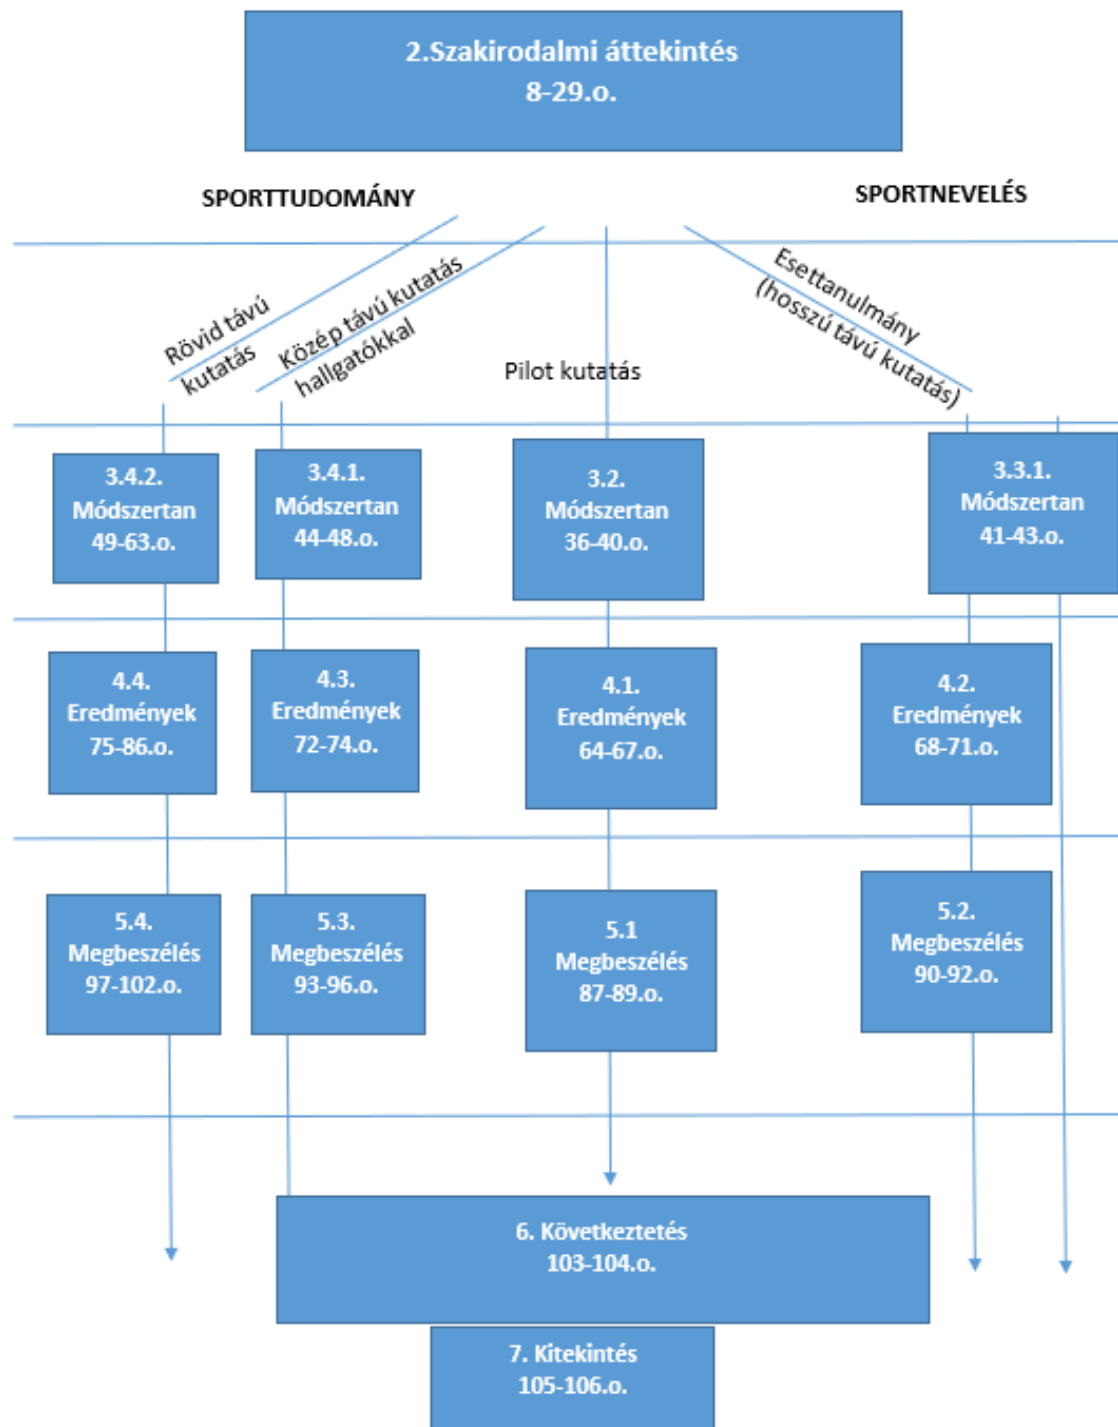 2.Szakirodalmi áttekintés
8-29.o.
SPORTTUDOMÁNY
SPORTNEVELÉS
Rövid távú
kutatás
Közép távú kutatás
hallgatókkal
Pilot kutatás
Esettanulmány
(hosszú távú kutatás)
3.4.2.
Módszertan
49-63.o.
3.4.1.
Módszertan
44-48.o.
3.2.
Módszertan
36-40.o.
3.3.1.
Módszertan
41-43.o.
4.4.
Eredmények
75-86.o.
4.3.
Eredmények
72-74.o.
4.1.
Eredmények
64-67.o.
4.2.
Eredmények
68-71.o.
5.4.
Megbeszélés
97-102.o.
5.3.
Megbeszélés
93-96.o.
5.1
Megbeszélés
87-89.o.
5.2.
Megbeszélés
90-92.o.
6. Következtetés
103-104.o.
7. Kitekintés
105-106.o.